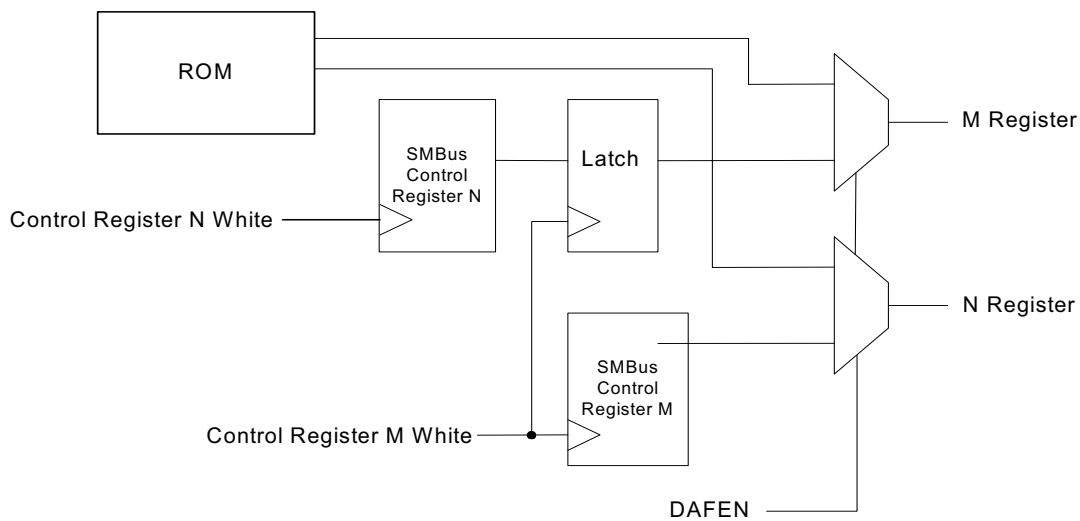 ROM
M Register
SMBus
Control
Register N
Latch
Control Register N White
N Register
SMBus
Control
Register M
Control Register M White
DAFEN